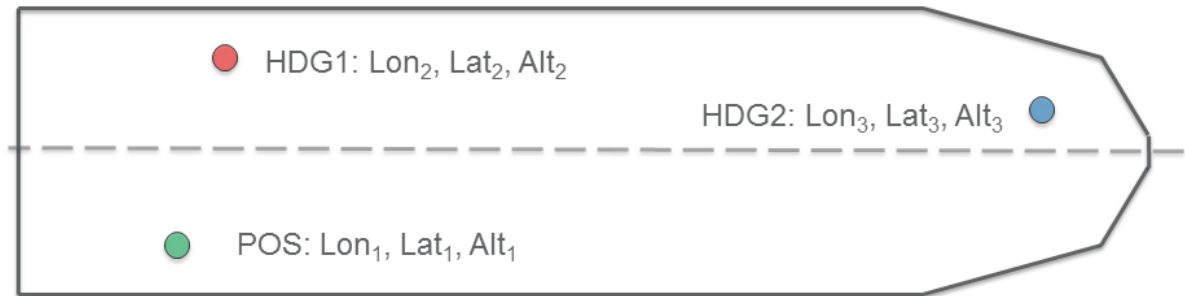 HDG1: Lon₂, Lat₂, Alt₂
HDG2: Lon₃, Lat₃, Alt₃
POS: Lon₁, Lat₁, Alt₁